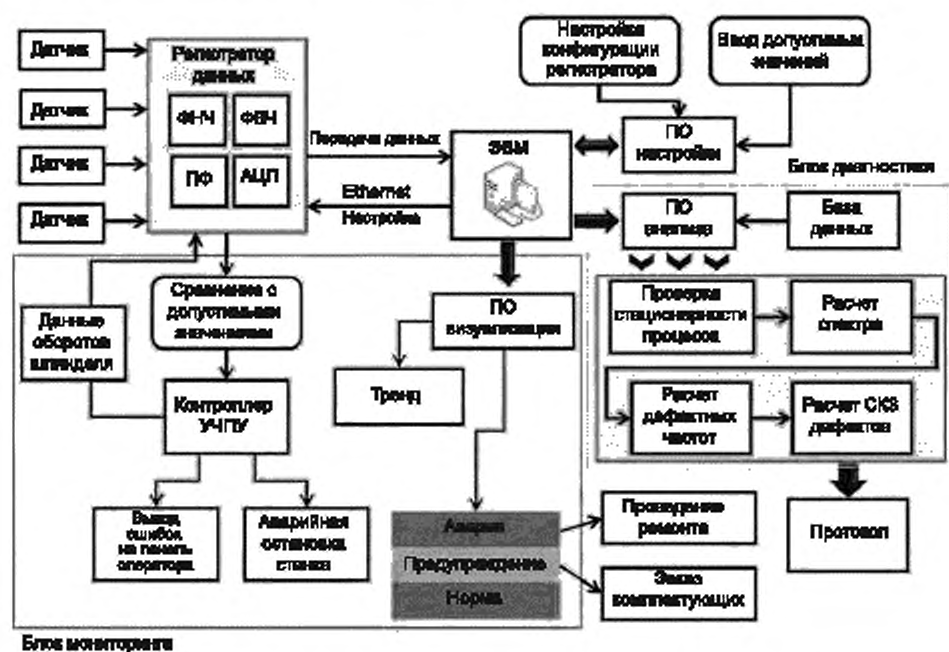 Датчик
Датчик
Датчик
Датчик
Регистратор
данных
ФНЧ
ФВЧ
ПФ
АЦП
Передача данных
Ethernet
Настройка
ЭВМ
Настройка
конфигурации
регистратора
Ввод допустимых
значений
ПО
настройки
Блок диагностики
ПО
анализа
База
данных
Проверка
стационарности
процесса
Расчет
спектра
Расчет
дефектных
частот
Расчет СКЗ
дефектов
Протокол
Данные
оборотов
шпинделя
Сравнение с
допустимыми
значениями
Контроллер
УЧПУ
Вывод
ошибок
на панель
оператора
Аварийная
остановка
станка
ПО
визуализации
Тренд
Авария
Предупреждение
Норма
Проведение
ремонта
Заказ
комплектующих
Блок мониторинга